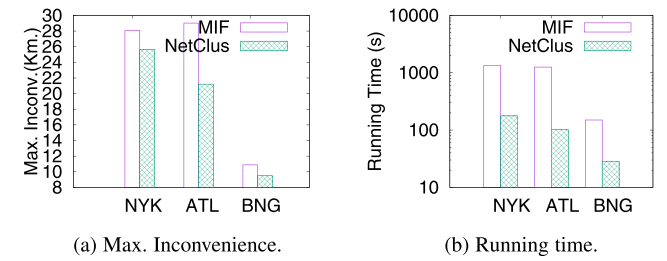 Max. Inconv.(Km.)
30
28
26
24
22
20
18
16
14
12
10
8
MIF
NetClus
NYK ATL BNG
(a) Max. Inconvenience.
Running Time (s)
10000
1000
100
10
MIF
NetClus
NYK ATL BNG
(b) Running time.